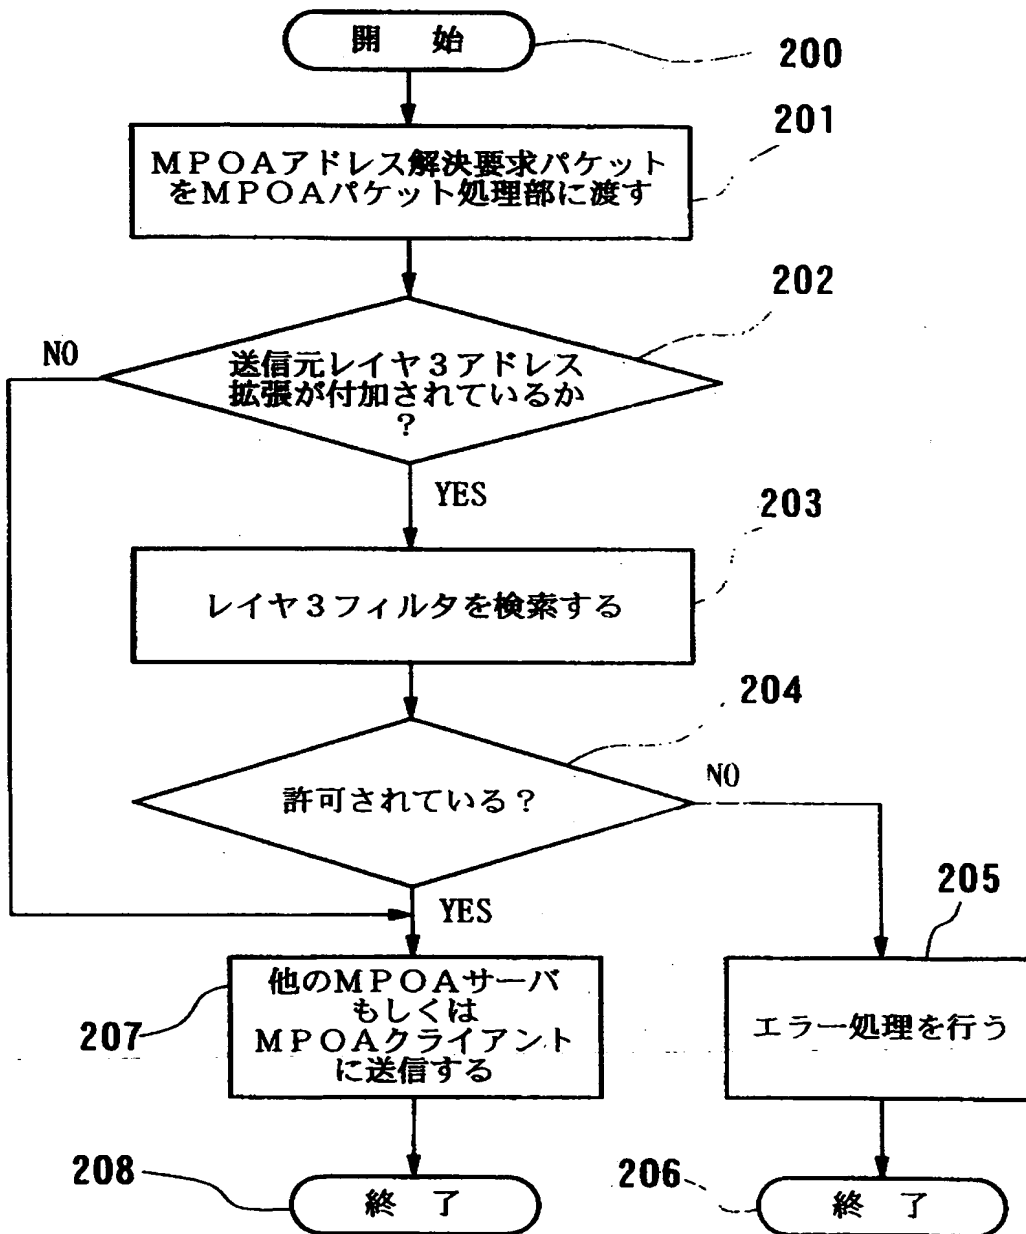 開 始
200
201
MPOAアドレス解決要求パケット
をMPOAパケット処理部に渡す
202
NO
送信元レイヤ3アドレス
拡張が付加されているか
?
YES
203
レイヤ3フィルタを検索する
204
許可されている?
NO
YES
205
他のMPOAサーバ
もしくは
MPOAクライアント
に送信する
207
エラー処理を行う
208
終 了
206
終 了